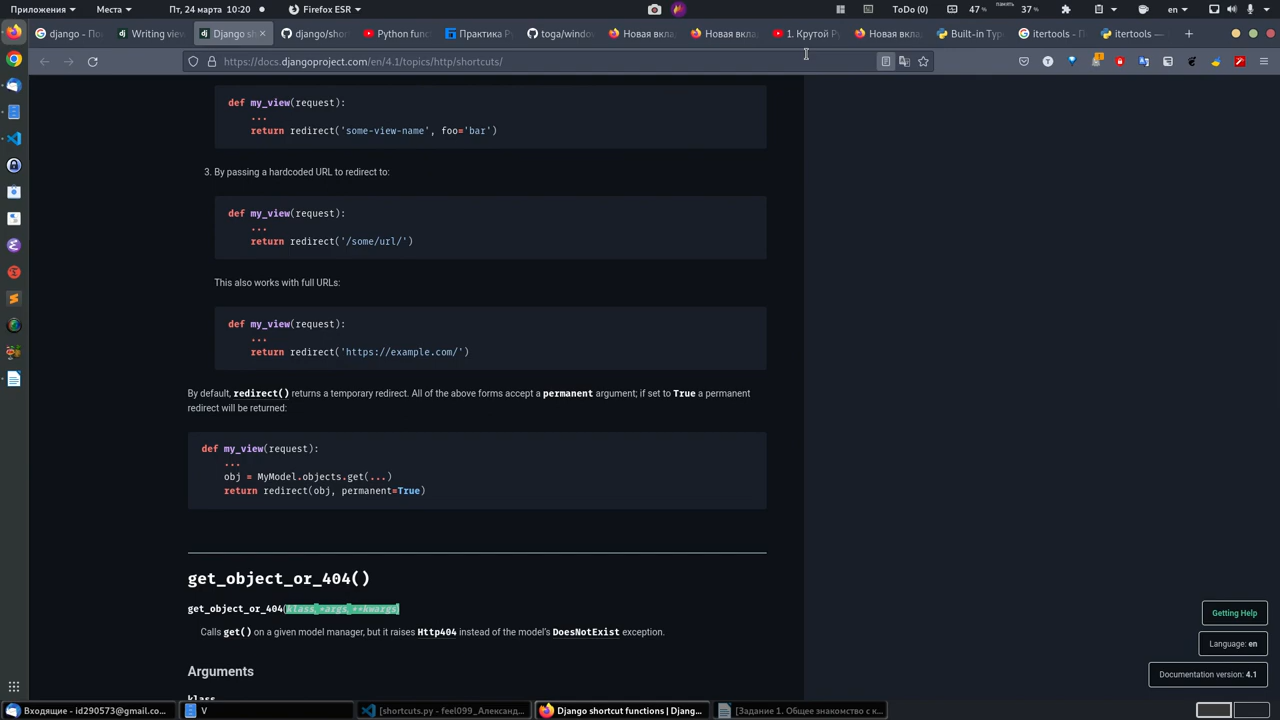 Applications
Места
Пт, 24 марта
10:20
Firefox ESR
ToDo (0)
47 %
память
37 %
en
django - По
Writing view
Django sh
django/short
Python func
Практика Py
toga/windo
Новая вкла
Новая вкла
1. Крутой Py
Новая вкла
Built-in Typ
itertools — П
itertools —
https://docs.djangoproject.com/en/4.1/topics/http/shortcuts/
def my_view(request):
...
return redirect('some-view-name', foo='bar')
3. By passing a hardcoded URL to redirect to:
def my_view(request):
...
return redirect('/some/url/')
This also works with full URLs:
def my_view(request):
...
return redirect('https://example.com/')
By default, redirect() returns a temporary redirect. All of the above forms accept a permanent argument; if set to True a permanent
redirect will be returned:
def my_view(request):
...
obj = MyModel.objects.get(...)
return redirect(obj, permanent=True)
get_object_or_404()
get_object_or_404(klass, *args, **kwargs)
Calls get() on a given model manager, but it raises Http404 instead of the model's DoesNotExist exception.
Arguments
klass
Getting Help
Language: en
Documentation version: 4.1
Входящие - id290573@gmail.co...
V
[shortcuts.py - feel099_Александ...
Django shortcut functions | Djang...
[Задание 1. Общее знакомство с к...